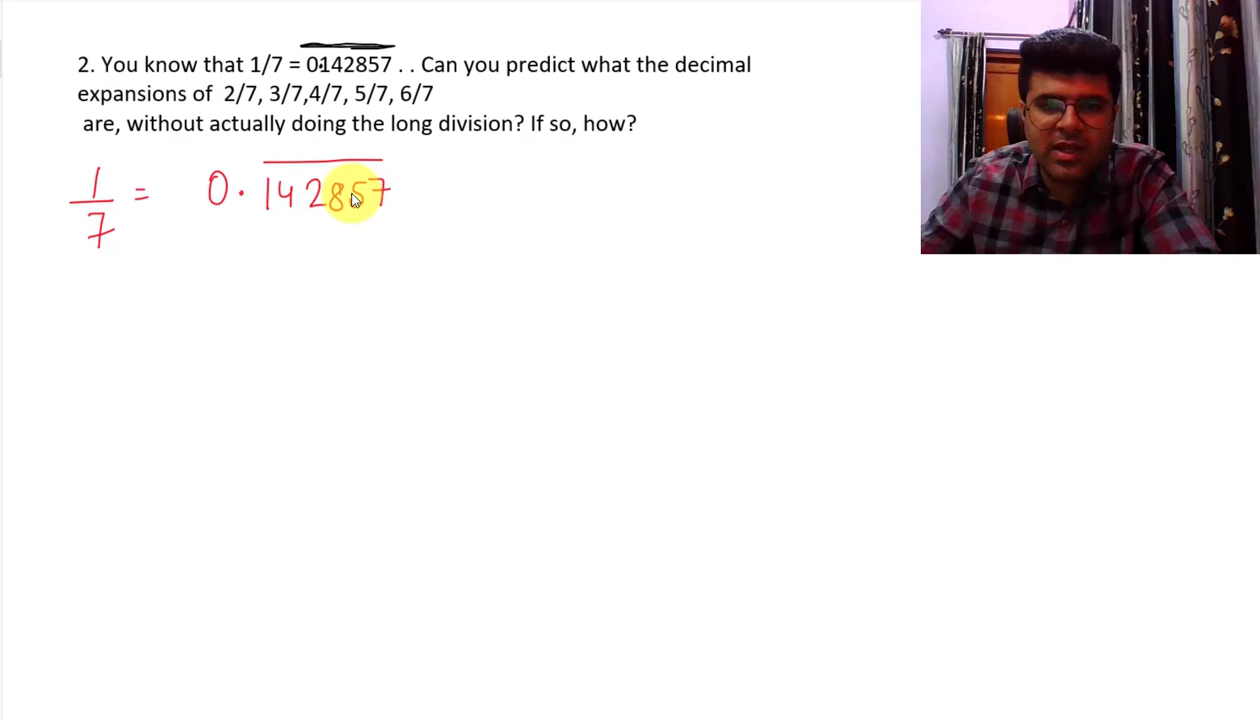 2. You know that 1/7 = 0142857 . . Can you predict what the decimal
expansions of 2/7, 3/7,4/7, 5/7, 6/7
are, without actually doing the long division? If so, how?
1/7 = 0.142857